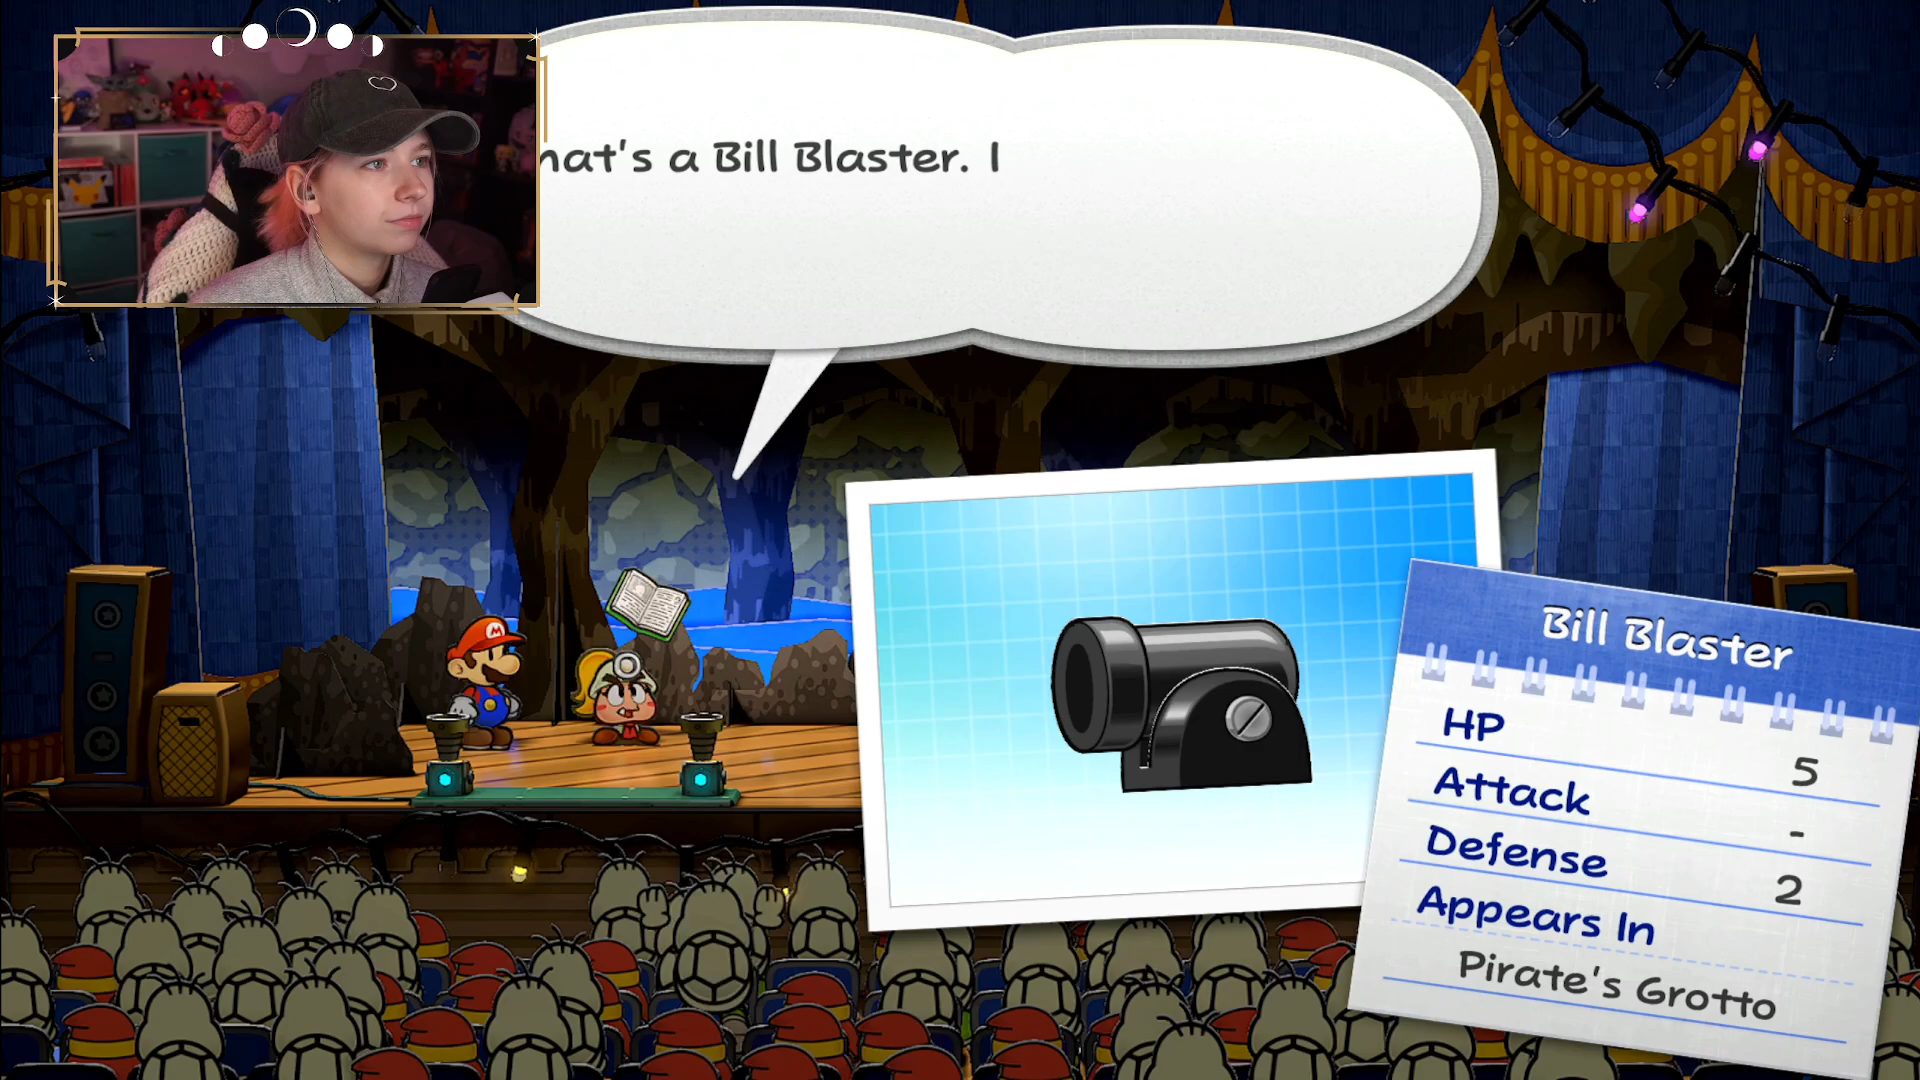 hat's a Bill Blaster. I
Bill Blaster
HP 5
Attack -
Defense 2
Appears In
Pirate's Grotto
M